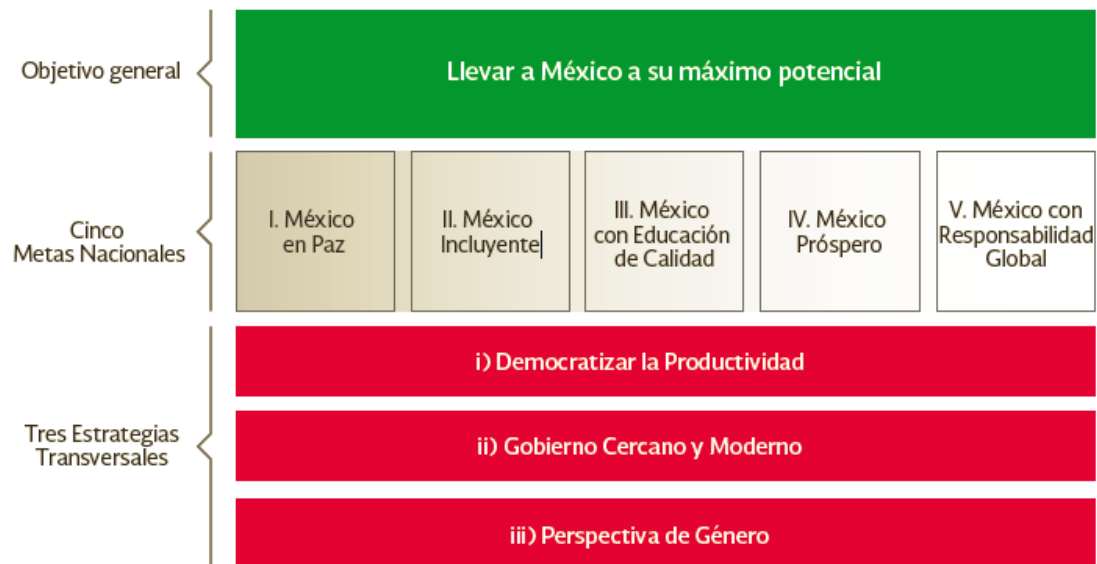 Objetivo general
Llevar a México a su máximo potencial
Cinco
Metas Nacionales
I. México
en Paz
II. México
Incluyente
III. México
con Educación
de Calidad
IV. México
Próspero
V. México con
Responsabilidad
Global
Tres Estrategias
Transversales
i) Democratizar la Productividad
ii) Gobierno Cercano y Moderno
iii) Perspectiva de Género